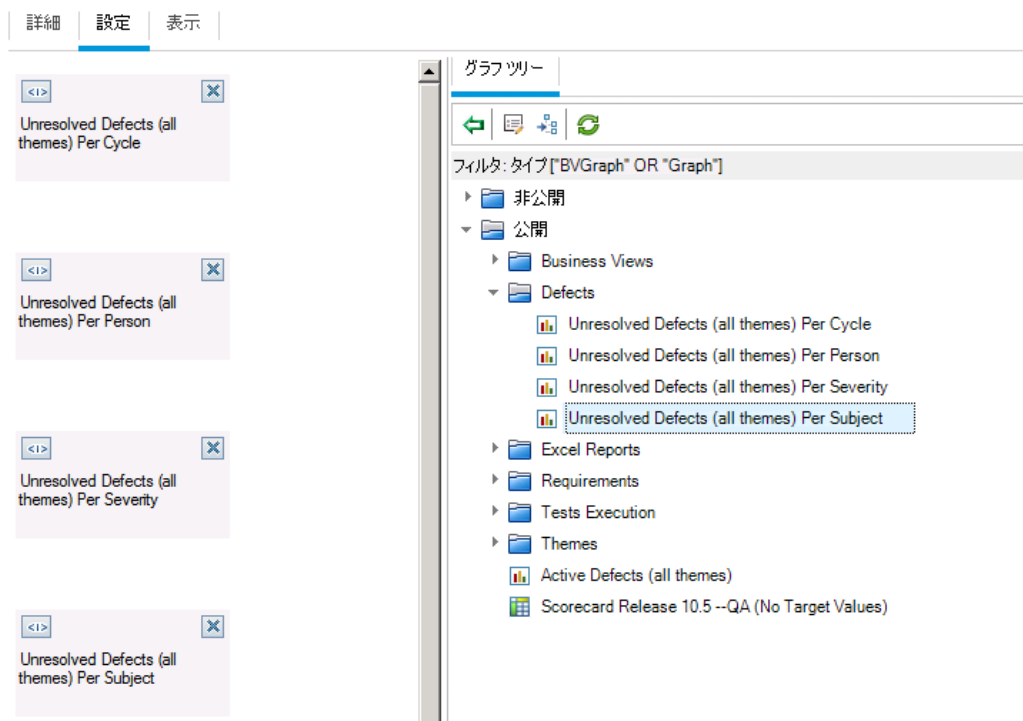 詳細 設定 表示
Unresolved Defects (all
themes) Per Cycle
Unresolved Defects (all
themes) Per Person
Unresolved Defects (all
themes) Per Severity
Unresolved Defects (all
themes) Per Subject
グラフ ツリー
フィルタ: タイプ["BVGraph" OR "Graph"]
非公開
公開
Business Views
Defects
Unresolved Defects (all themes) Per Cycle
Unresolved Defects (all themes) Per Person
Unresolved Defects (all themes) Per Severity
Unresolved Defects (all themes) Per Subject
Excel Reports
Requirements
Tests Execution
Themes
Active Defects (all themes)
Scorecard Release 10.5 --QA (No Target Values)